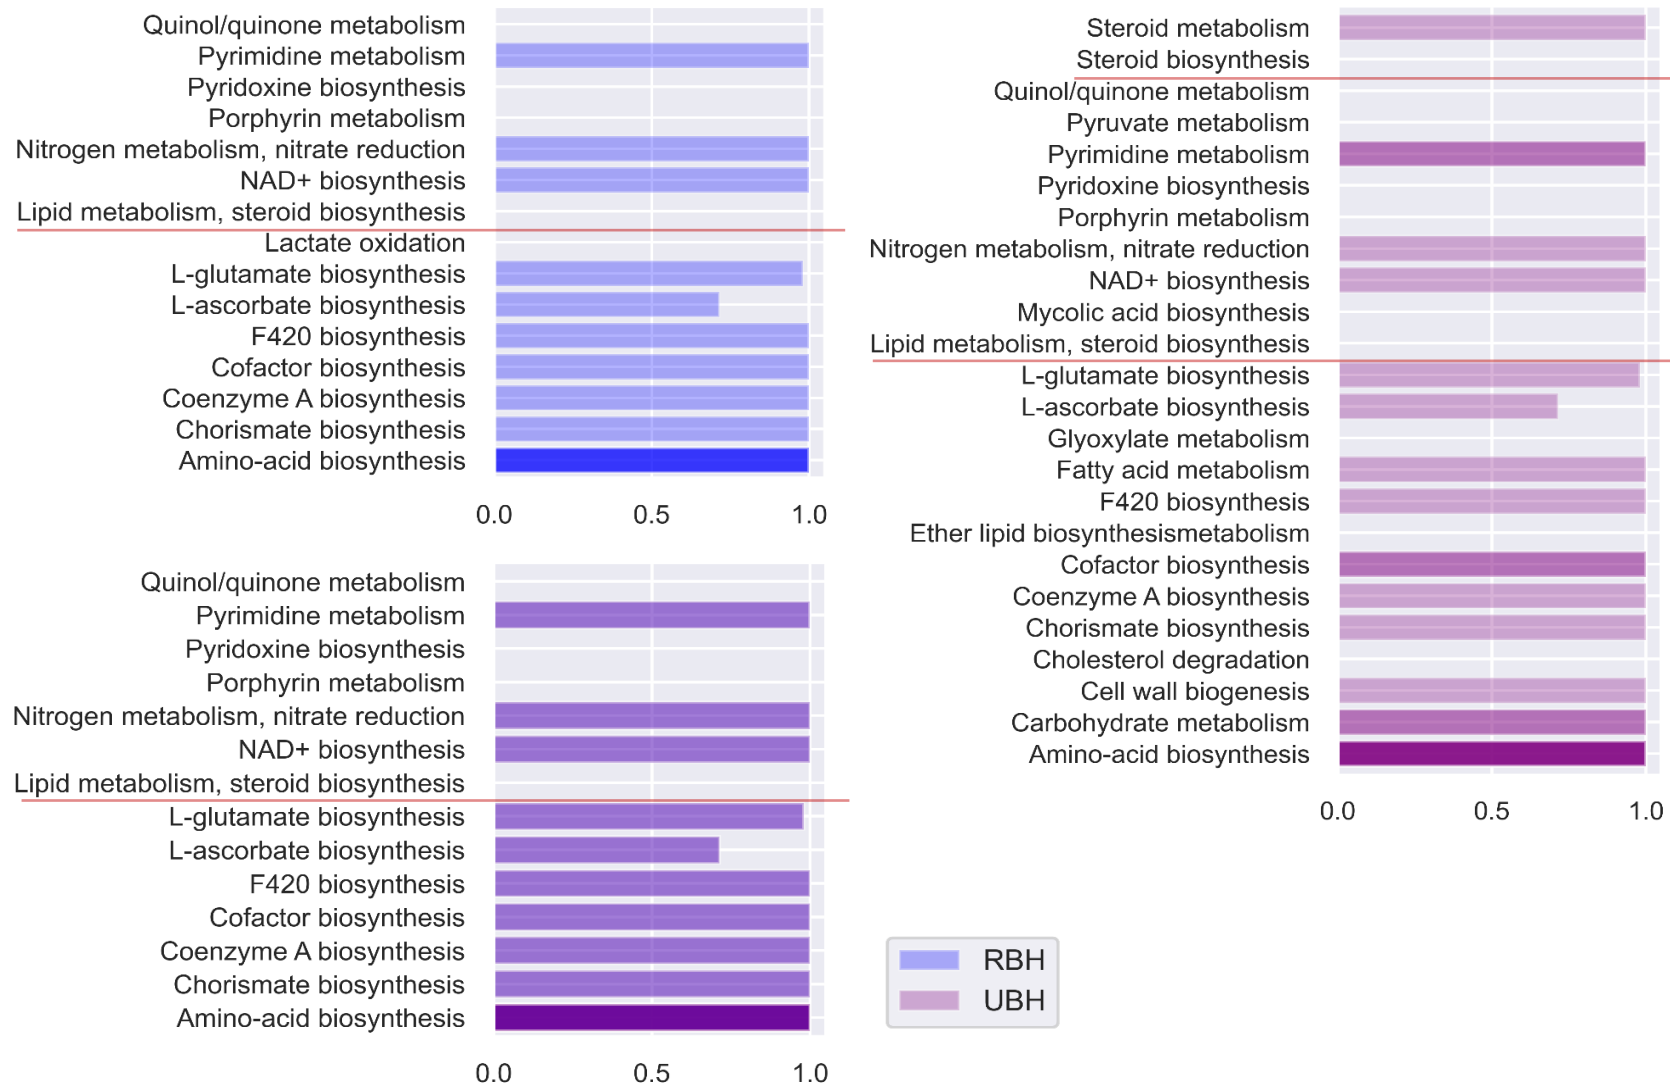 Quinol/quinone metabolism
Pyrimidine metabolism
Pyridoxine biosynthesis
Porphyrin metabolism
Nitrogen metabolism, nitrate reduction
NAD+ biosynthesis
Lipid metabolism, steroid biosynthesis
Lactate oxidation
L-glutamate biosynthesis
L-ascorbate biosynthesis
F420 biosynthesis
Cofactor biosynthesis
Coenzyme A biosynthesis
Chorismate biosynthesis
Amino-acid biosynthesis
0.0 0.5 1.0
Quinol/quinone metabolism
Pyrimidine metabolism
Pyridoxine biosynthesis
Porphyrin metabolism
Nitrogen metabolism, nitrate reduction
NAD+ biosynthesis
Lipid metabolism, steroid biosynthesis
L-glutamate biosynthesis
L-ascorbate biosynthesis
F420 biosynthesis
Cofactor biosynthesis
Coenzyme A biosynthesis
Chorismate biosynthesis
Amino-acid biosynthesis
0.0 0.5 1.0
Steroid metabolism
Steroid biosynthesis
Quinol/quinone metabolism
Pyruvate metabolism
Pyrimidine metabolism
Pyridoxine biosynthesis
Porphyrin metabolism
Nitrogen metabolism, nitrate reduction
NAD+ biosynthesis
Mycolic acid biosynthesis
Lipid metabolism, steroid biosynthesis
L-glutamate biosynthesis
L-ascorbate biosynthesis
Glyoxylate metabolism
Fatty acid metabolism
F420 biosynthesis
Ether lipid biosynthesismetabolism
Cofactor biosynthesis
Coenzyme A biosynthesis
Chorismate biosynthesis
Cholesterol degradation
Cell wall biogenesis
Carbohydrate metabolism
Amino-acid biosynthesis
0.0 0.5 1.0
RBH
UBH